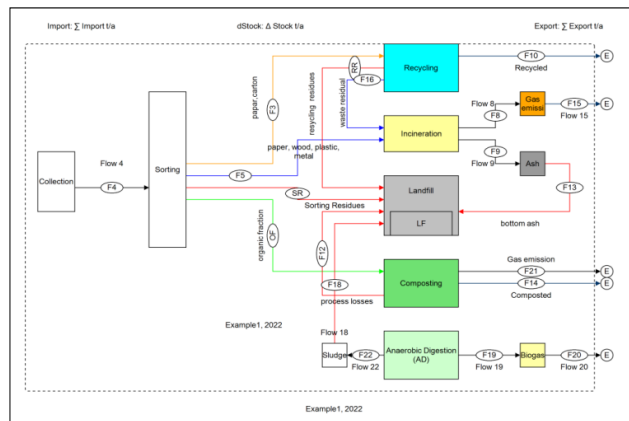 Import: ∑ Import t/a
dStock: Δ Stock t/a
Export: ∑ Export t/a
Recycling
RR
F16
F10
Recycled
E
papar,carton
F3
recycling residues
waste residual
Flow 8
F8
Gas
emissi
F15
Flow 15
E
Incineration
Flow 4
Sorting
paper, wood, plastic,
metal
F5
F9
Flow 9
Ash
Collection
F4
SR
Sorting Residues
Landfill
LF
F13
bottom ash
organic fraction
OF
F12
F18
process losses
Composting
Gas emission
F21
E
F14
E
Composted
Example1, 2022
Flow 18
Sludge
F22
Flow 22
Anaerobic Digestion
(AD)
F19
Flow 19
Biogas
F20
Flow 20
E
Example1, 2022